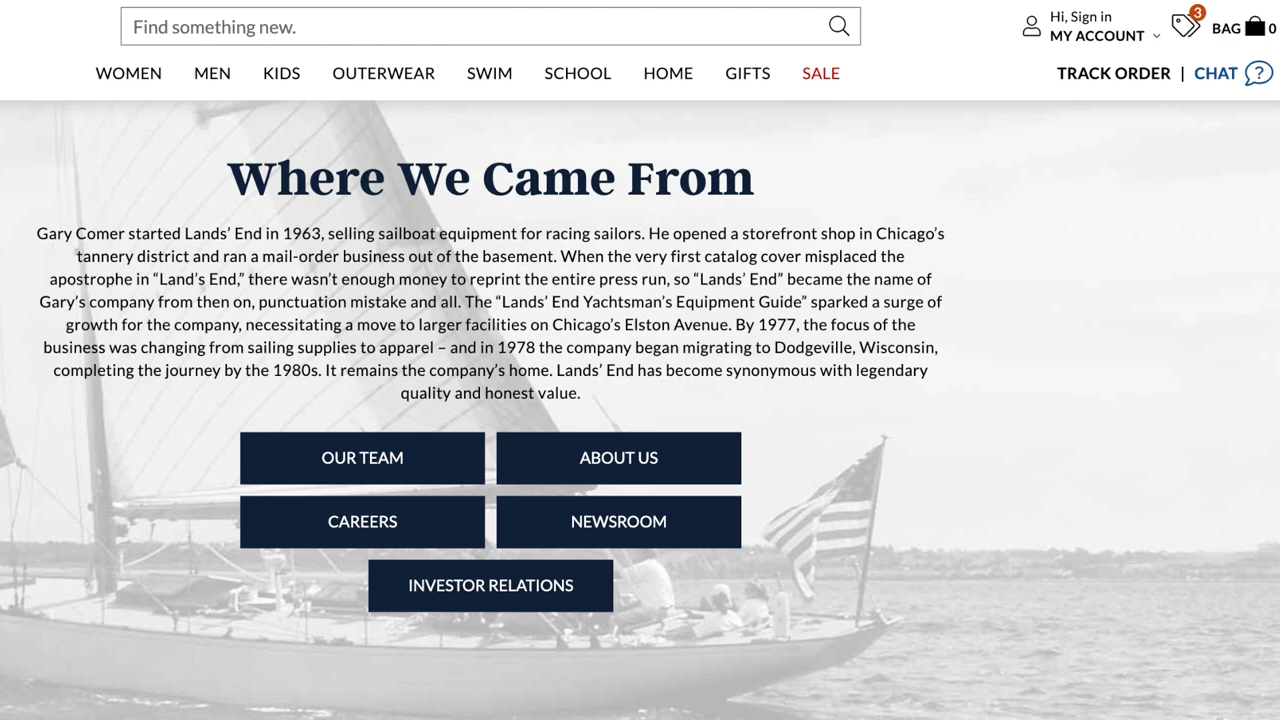 Find something new.
Hi, Sign in
MY ACCOUNT
3
BAG 0
WOMEN MEN KIDS OUTERWEAR SWIM SCHOOL HOME GIFTS SALE
TRACK ORDER | CHAT ?
Where We Came From
Gary Comer started Lands’ End in 1963, selling sailboat equipment for racing sailors. He opened a storefront shop in Chicago’s
tannery district and ran a mail-order business out of the basement. When the very first catalog cover misplaced the
apostrophe in “Land’s End,” there wasn’t enough money to reprint the entire press run, so “Lands’ End” became the name of
Gary’s company from then on, punctuation mistake and all. The “Lands’ End Yachtsman’s Equipment Guide” sparked a surge of
growth for the company, necessitating a move to larger facilities on Chicago’s Elston Avenue. By 1977, the focus of the
business was changing from sailing supplies to apparel – and in 1978 the company began migrating to Dodgeville, Wisconsin,
completing the journey by the 1980s. It remains the company’s home. Lands’ End has become synonymous with legendary
quality and honest value.
OUR TEAM ABOUT US
CAREERS NEWSROOM
INVESTOR RELATIONS